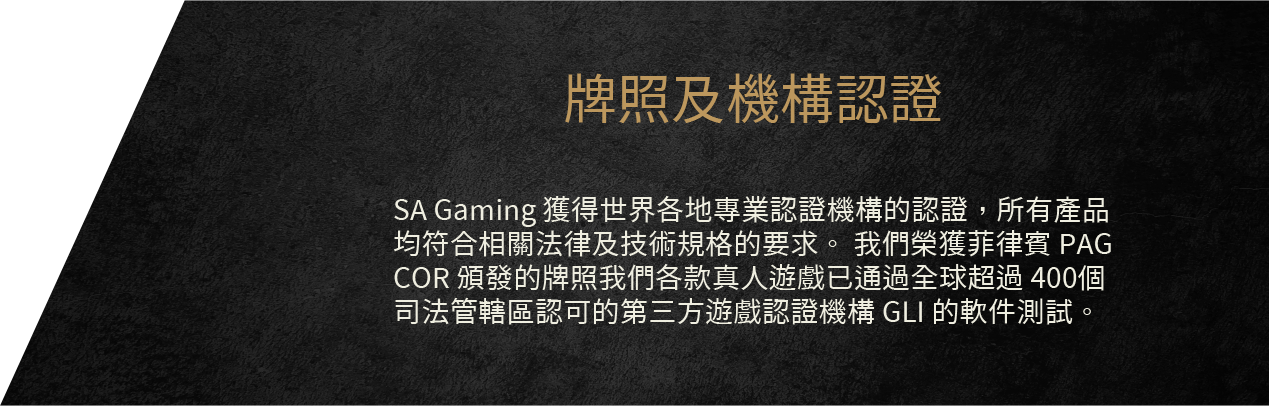 牌照及機構認證
SA Gaming 獲得世界各地專業認證機構的認證，所有產品
均符合相關法律及技術規格的要求。 我們榮獲菲律賓 PAG
COR 頒發的牌照我們各款真人遊戲已通過全球超過 400個
司法管轄區認可的第三方遊戲認證機構 GLI 的軟件測試。